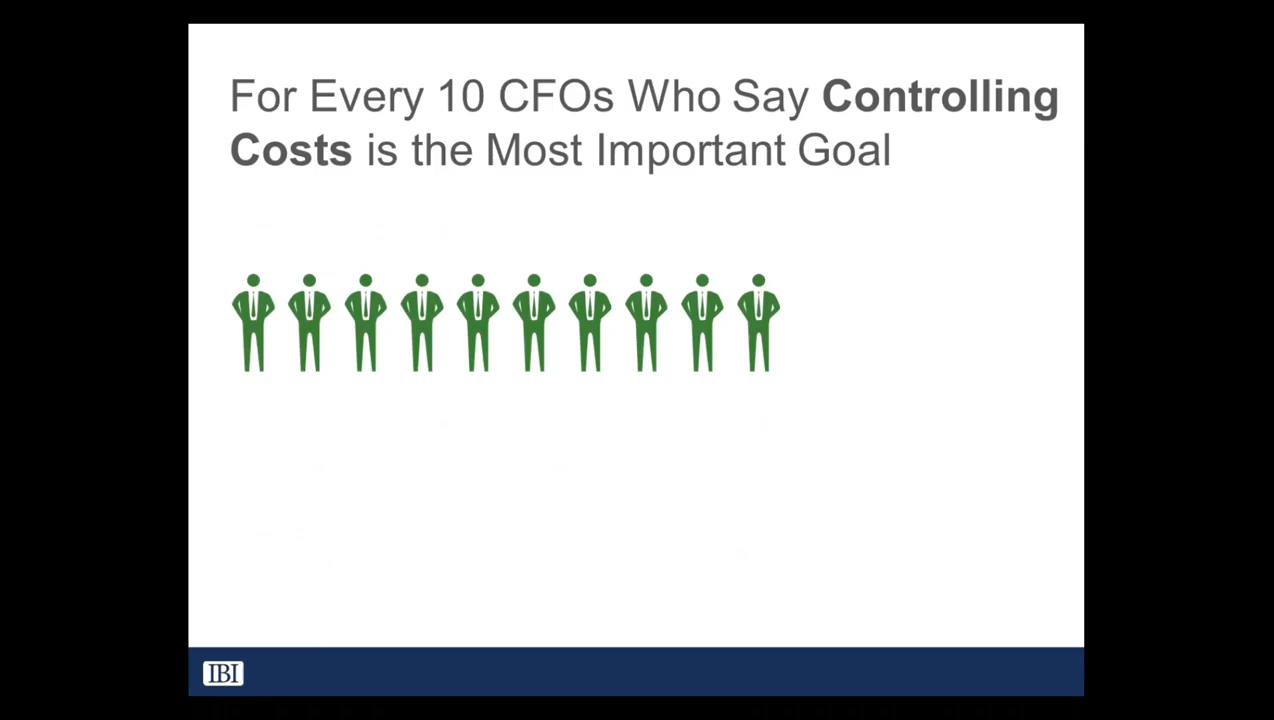 For Every 10 CFOs Who Say Controlling
Costs is the Most Important Goal
IBI